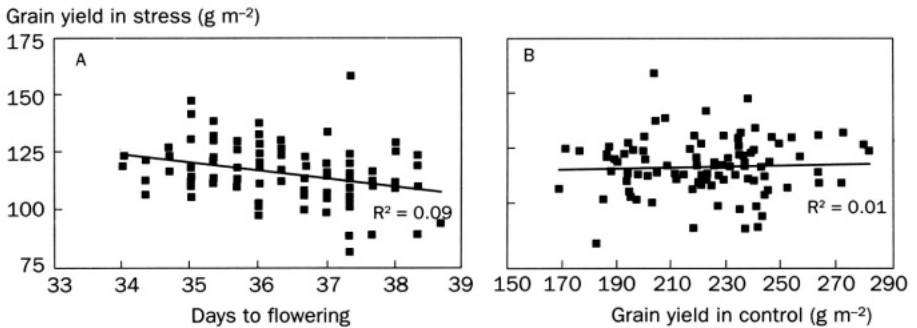 Grain yield in stress (g m⁻²)
175
150
125
100
75
A
R² = 0.09
33 34 35 36 37 38 39
Days to flowering
B
R² = 0.01
150 170 190 210 230 250 270 290
Grain yield in control (g m⁻²)